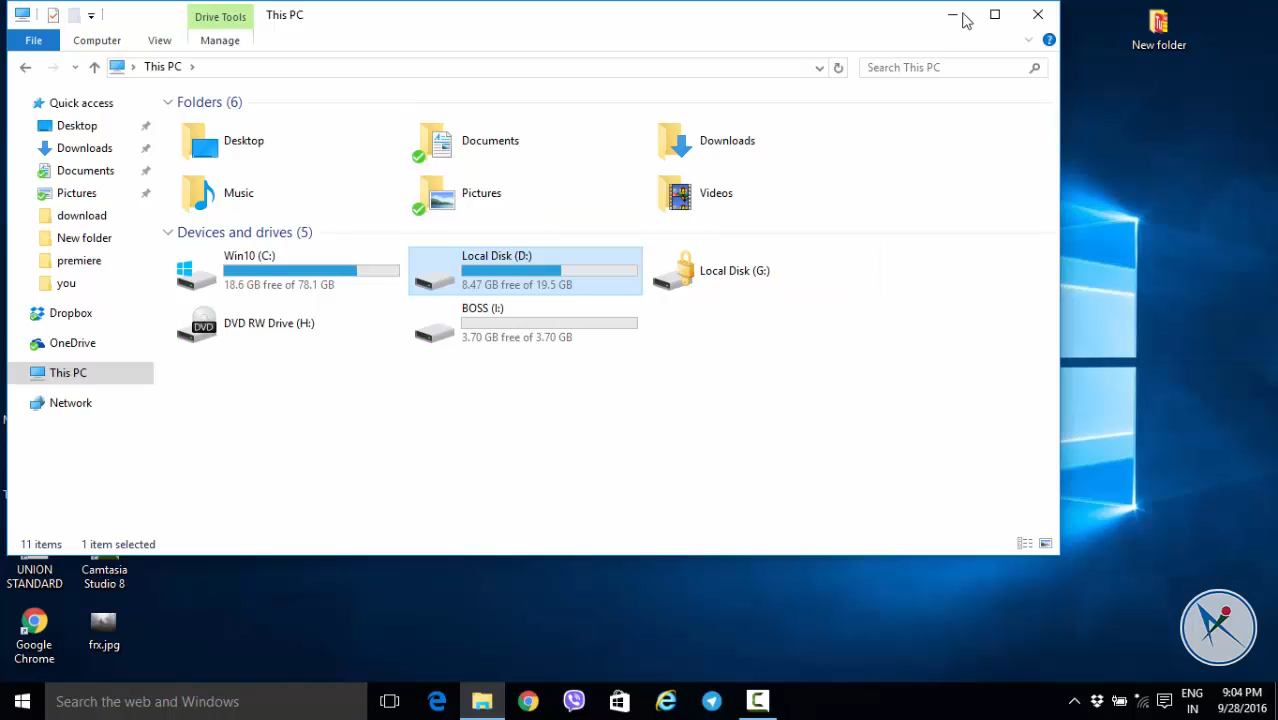 Drive Tools
This PC
File
Computer
View
Manage
This PC
Search This PC
Quick access
Desktop
Downloads
Documents
Pictures
download
New folder
premiere
you
Dropbox
OneDrive
This PC
Network
Folders (6)
Desktop
Documents
Downloads
Music
Pictures
Videos
Devices and drives (5)
Win10 (C:)
18.6 GB free of 78.1 GB
Local Disk (D:)
8.47 GB free of 19.5 GB
Local Disk (G:)
DVD
DVD RW Drive (H:)
BOSS (I:)
3.70 GB free of 3.70 GB
11 items
1 item selected
New folder
UNION
STANDARD
Camtasia
Studio 8
Google
Chrome
frx.jpg
Search the web and Windows
ENG
IN
9:04 PM
9/28/2016